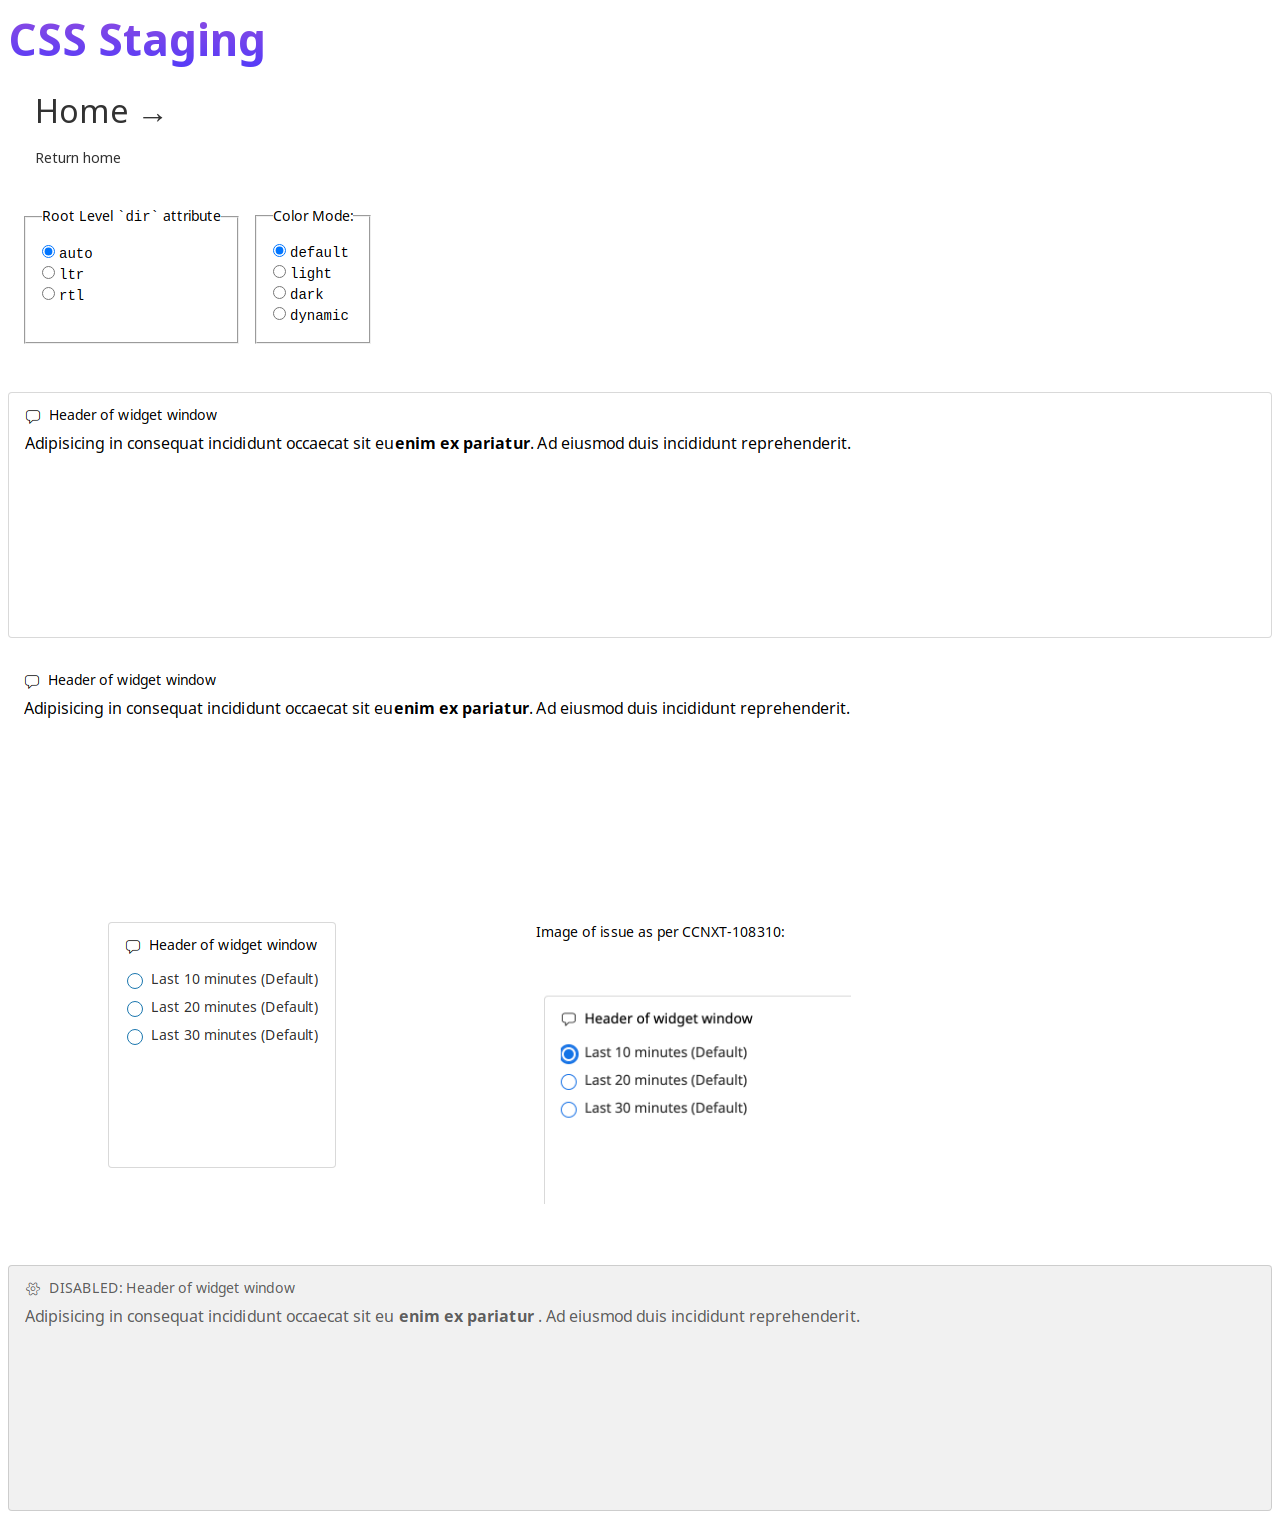 CSS Staging
Home →
Return home
Root Level `dir` attribute
auto
ltr
rtl
Color Mode:
default
light
dark
dynamic
Header of widget window
Adipisicing in consequat incididunt occaecat sit euenim ex pariatur. Ad eiusmod duis incididunt reprehenderit.
Header of widget window
Adipisicing in consequat incididunt occaecat sit euenim ex pariatur. Ad eiusmod duis incididunt reprehenderit.
Header of widget window
Last 10 minutes (Default)
Last 20 minutes (Default)
Last 30 minutes (Default)
Image of issue as per CCNXT-108310:
Header of widget window
Last 10 minutes (Default)
Last 20 minutes (Default)
Last 30 minutes (Default)
DISABLED: Header of widget window
Adipisicing in consequat incididunt occaecat sit eu enim ex pariatur . Ad eiusmod duis incididunt reprehenderit.